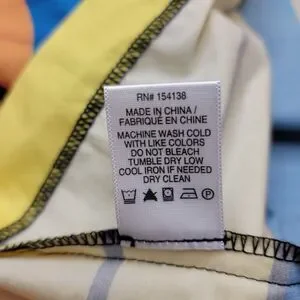 RN# 154138
MADE IN CHINA /
FABRIQUÉ EN CHINE
MACHINE WASH COLD
WITH LIKE COLORS
DO NOT BLEACH
TUMBLE DRY LOW
COOL IRON IF NEEDED
DRY CLEAN
P